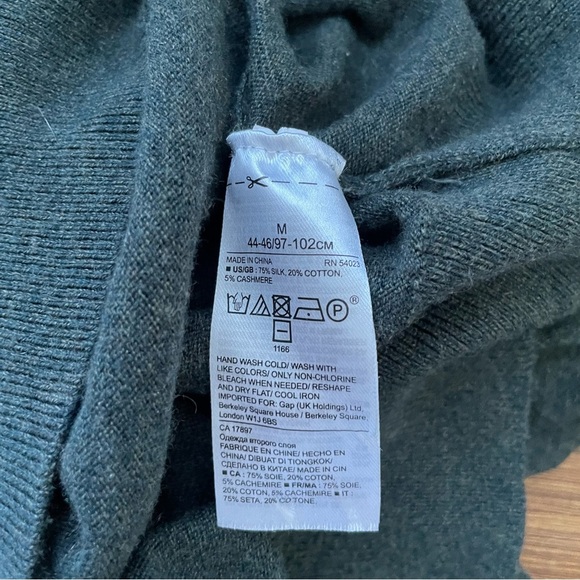 M
44-46/97-102CM
MADE IN CHINA RN 54023
■ US/GB : 75% SILK, 20% COTTON,
5% CASHMERE
P ®
1166
HAND WASH COLD/ WASH WITH
LIKE COLORS/ ONLY NON-CHLORINE
BLEACH WHEN NEEDED/ RESHAPE
AND DRY FLAT/ COOL IRON
IMPORTED FOR: Gap (UK Holdings) Ltd.
Berkeley Square House / Berkeley Square,
London W1J 6BS
CA 17897
Одежда второго слоя
FABRIQUE EN CHINE/ HECHO EN
CHINA/ DIBUAT DI TIONGKOK/
СДЕЛАНО В КИТАЕ/ MADE IN CIN
■ CA : 75% SOIE, 20% COTON,
5% CACHEMIRE ■ FR/MA : 75% SOIE,
20% COTON, 5% CACHEMIRE ■ IT :
75% SETA, 20% COTONE,